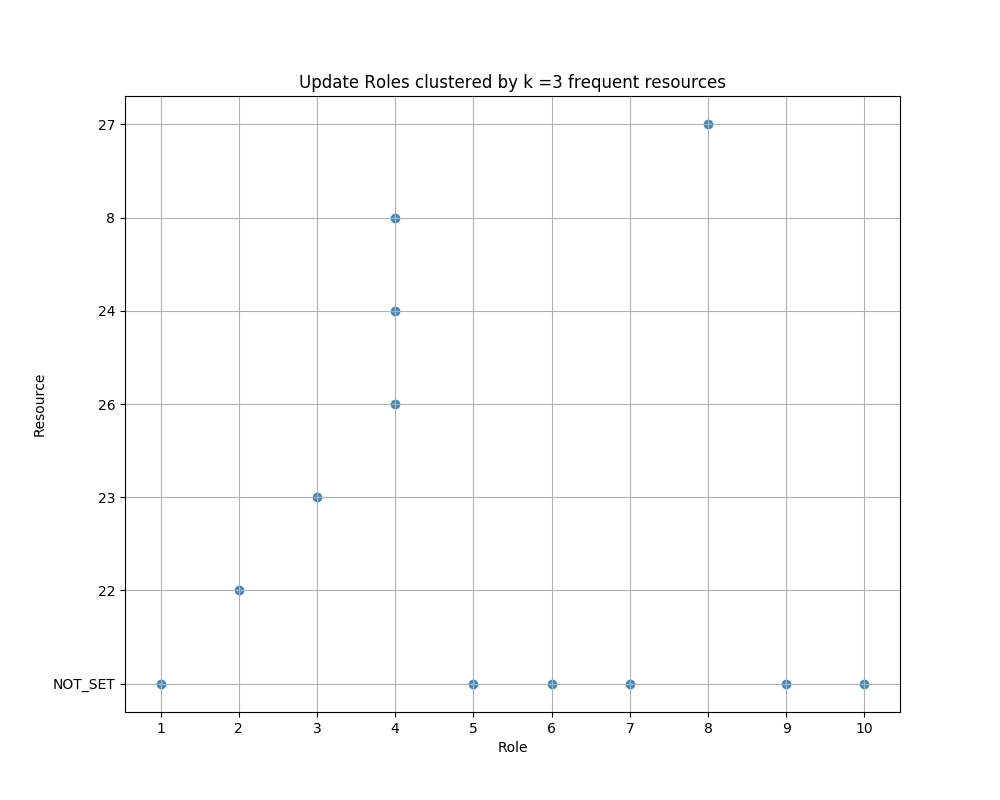 Update Roles clustered by k =3 frequent resources
27
8
24
26
23
22
NOT_SET
Resource
1 2 3 4 5 6 7 8 9 10
Role